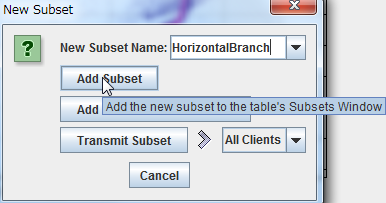 New Subset
New Subset Name: HorizontalBranch
Add Subset
Add the new subset to the table's Subsets Window
Add
Transmit Subset All Clients
Cancel